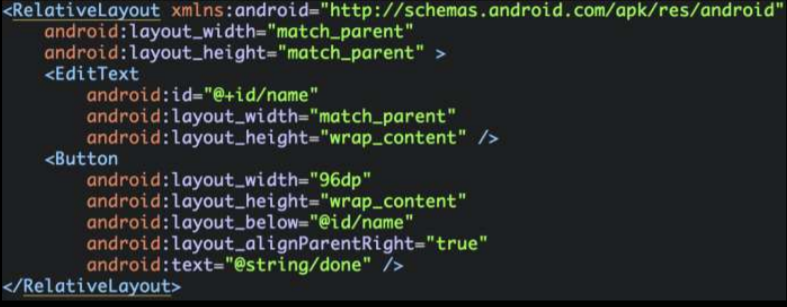 <RelativeLayout xmlns:android="http://schemas.android.com/apk/res/android"
    android:layout_width="match_parent"
    android:layout_height="match_parent" >
    <EditText
        android:id="@+id/name"
        android:layout_width="match_parent"
        android:layout_height="wrap_content" />
    <Button
        android:layout_width="96dp"
        android:layout_height="wrap_content"
        android:layout_below="@id/name"
        android:layout_alignParentRight="true"
        android:text="@string/done" />
</RelativeLayout>